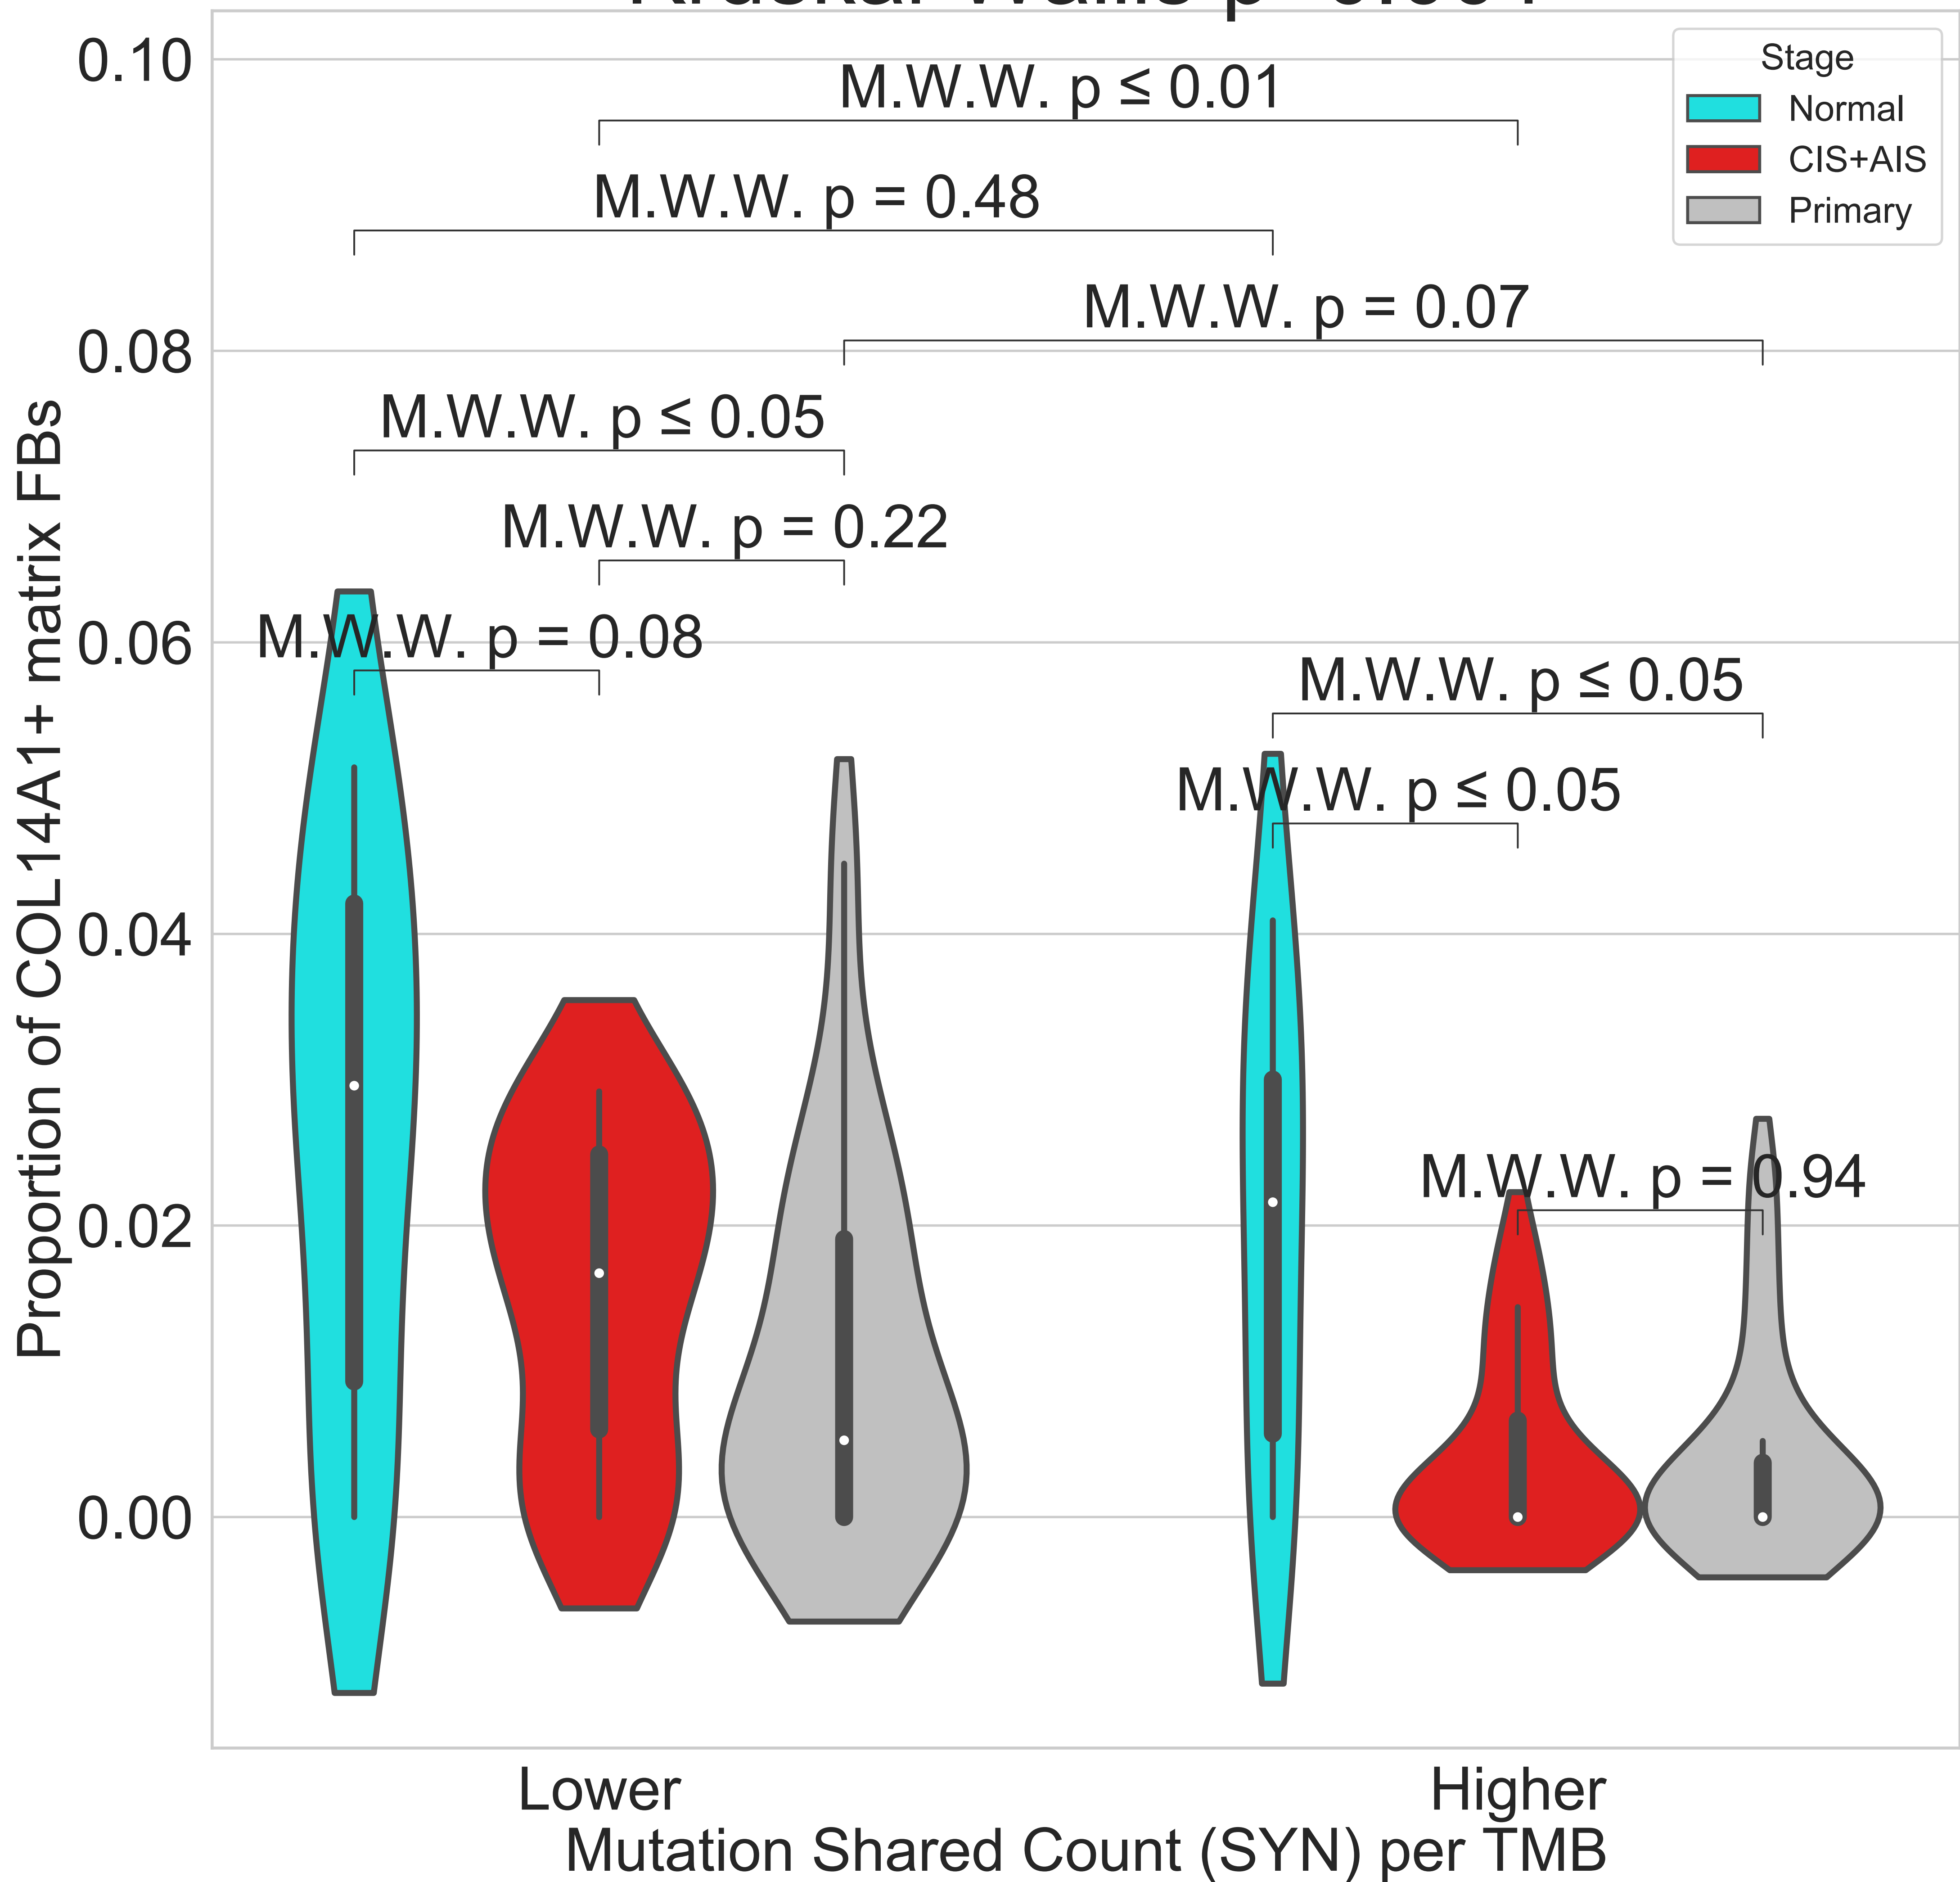 0.10
0.08
0.06
0.04
0.02
0.00
Proportion of COL14A1+ matrix FBs
M.W.W. p ≤ 0.01
M.W.W. p = 0.48
M.W.W. p = 0.07
M.W.W. p ≤ 0.05
M.W.W. p = 0.22
M.W.W. p = 0.08
M.W.W. p ≤ 0.05
M.W.W. p ≤ 0.05
M.W.W. p = 0.94
Stage
Normal
CIS+AIS
Primary
Lower
Higher
Mutation Shared Count (SYN) per TMB